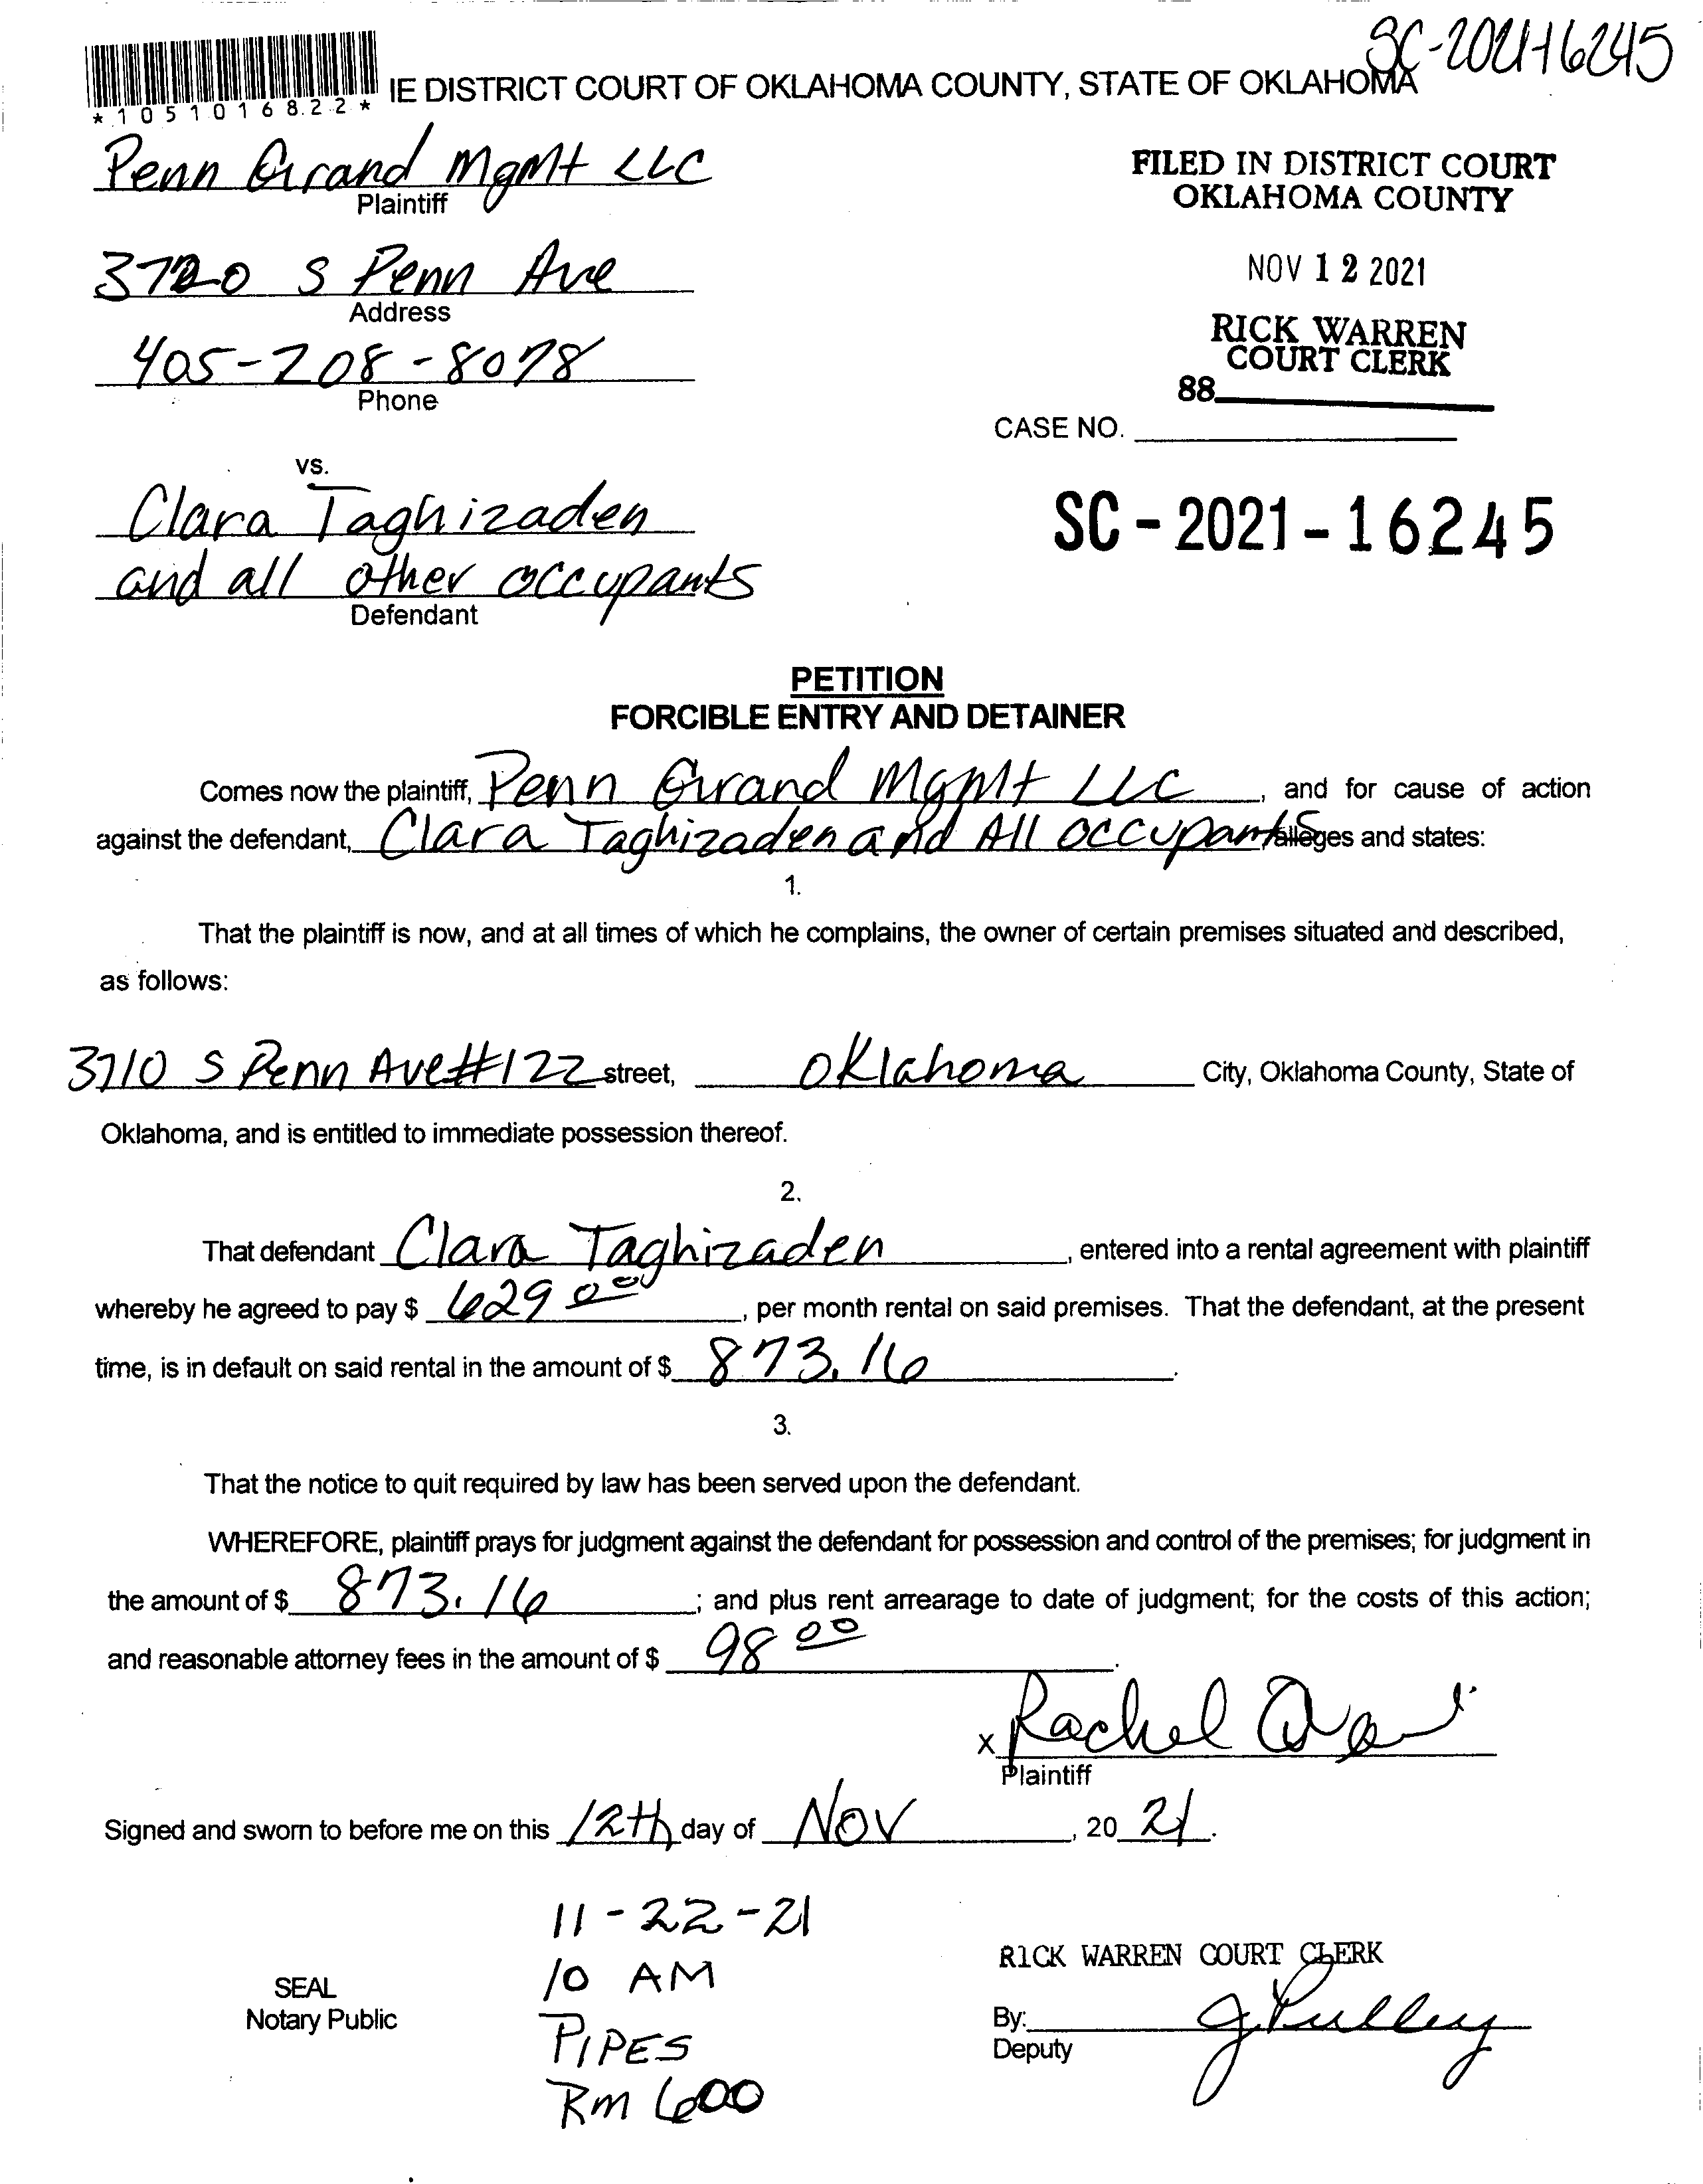 SC-2021-16245
*1051016822*
IE DISTRICT COURT OF OKLAHOMA COUNTY, STATE OF OKLAHOMA
Penn Grand MgMt LLC
Plaintiff
FILED IN DISTRICT COURT
OKLAHOMA COUNTY
3720 S Penn Ave
Address
NOV 12 2021
405-208-8078
Phone
RICK WARREN
COURT CLERK
88
CASE NO.
vs.
Clara Taghizaden
and all other occupants
Defendant
SC-2021-16245
PETITION
FORCIBLE ENTRY AND DETAINER
Comes now the plaintiff, Penn Grand MgMt LLC, and for cause of action
against the defendant, Clara Taghizaden and All occupants alleges and states:
1.
That the plaintiff is now, and at all times of which he complains, the owner of certain premises situated and described,
as follows:
3710 S Penn Ave #122 street, Oklahoma City, Oklahoma County, State of
Oklahoma, and is entitled to immediate possession thereof.
2.
That defendant Clara Taghizaden, entered into a rental agreement with plaintiff
whereby he agreed to pay $ 629 00, per month rental on said premises. That the defendant, at the present
time, is in default on said rental in the amount of $ 873.16.
3.
That the notice to quit required by law has been served upon the defendant.
WHEREFORE, plaintiff prays for judgment against the defendant for possession and control of the premises; for judgment in
the amount of $ 873.16; and plus rent arrearage to date of judgment; for the costs of this action;
and reasonable attorney fees in the amount of $ 98 00.
x Rachel
Plaintiff
Signed and sworn to before me on this 12th day of Nov, 20 21.
11-22-21
10 AM
PIPES
Rm 600
SEAL
Notary Public
RICK WARREN COURT CLERK
By: J. Pulley
Deputy